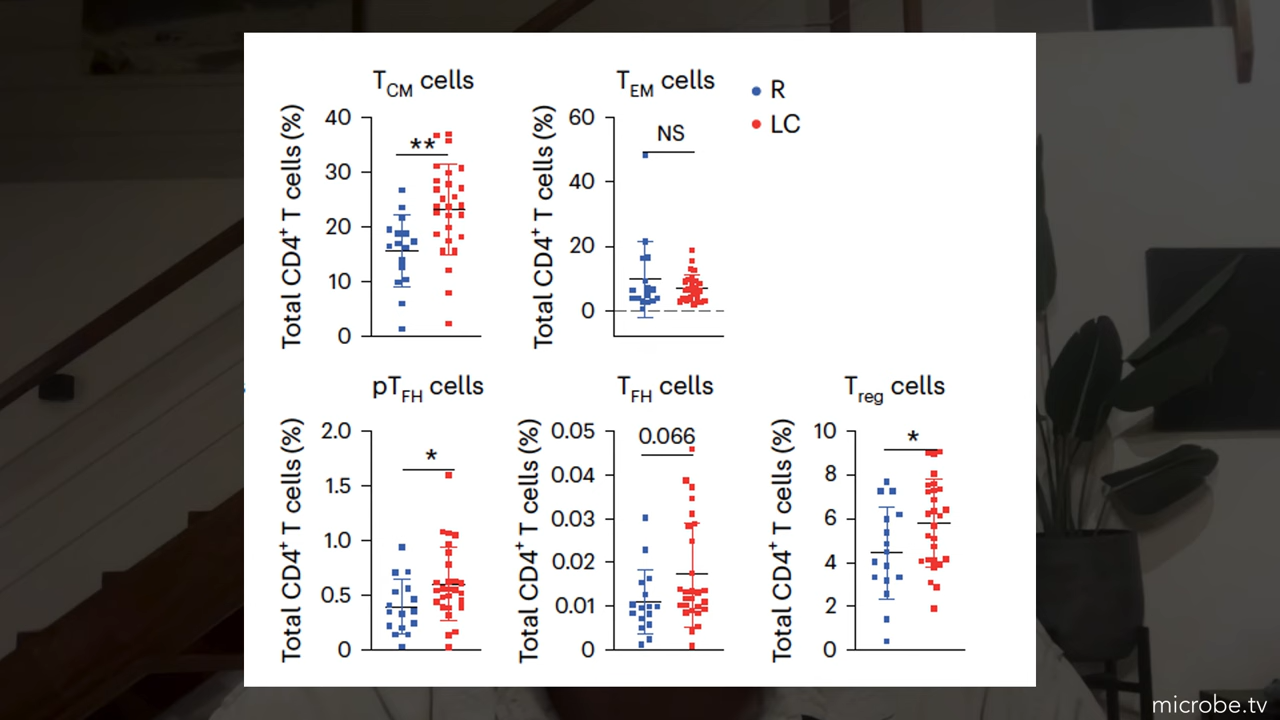 T_CM cells
Total CD4⁺ T cells (%)
40
30
20
10
0
**
T_EM cells
Total CD4⁺ T cells (%)
60
40
20
0
NS
R
LC
pT_FH cells
Total CD4⁺ T cells (%)
2.0
1.5
1.0
0.5
0
*
T_FH cells
Total CD4⁺ T cells (%)
0.05
0.04
0.03
0.02
0.01
0
0.066
T_reg cells
Total CD4⁺ T cells (%)
10
8
6
4
2
0
*
microbe.tv